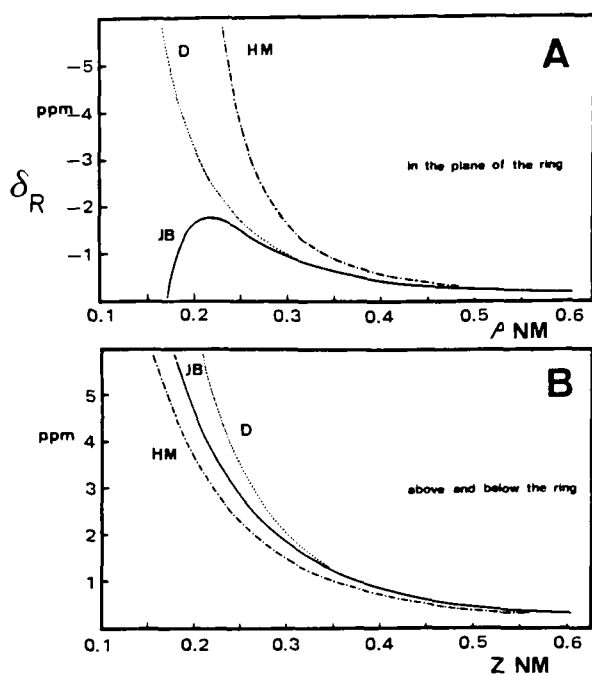 A
D
HM
-5
ppm -4
in the plane of the ring
-3
δR
-2
JB
-1
0.1 0.2 0.3 0.4 0.5 0.6
ρ NM
B
JB
5
D
ppm 4
HM
3
above and below the ring
2
1
0.1 0.2 0.3 0.4 0.5 0.6
Z NM